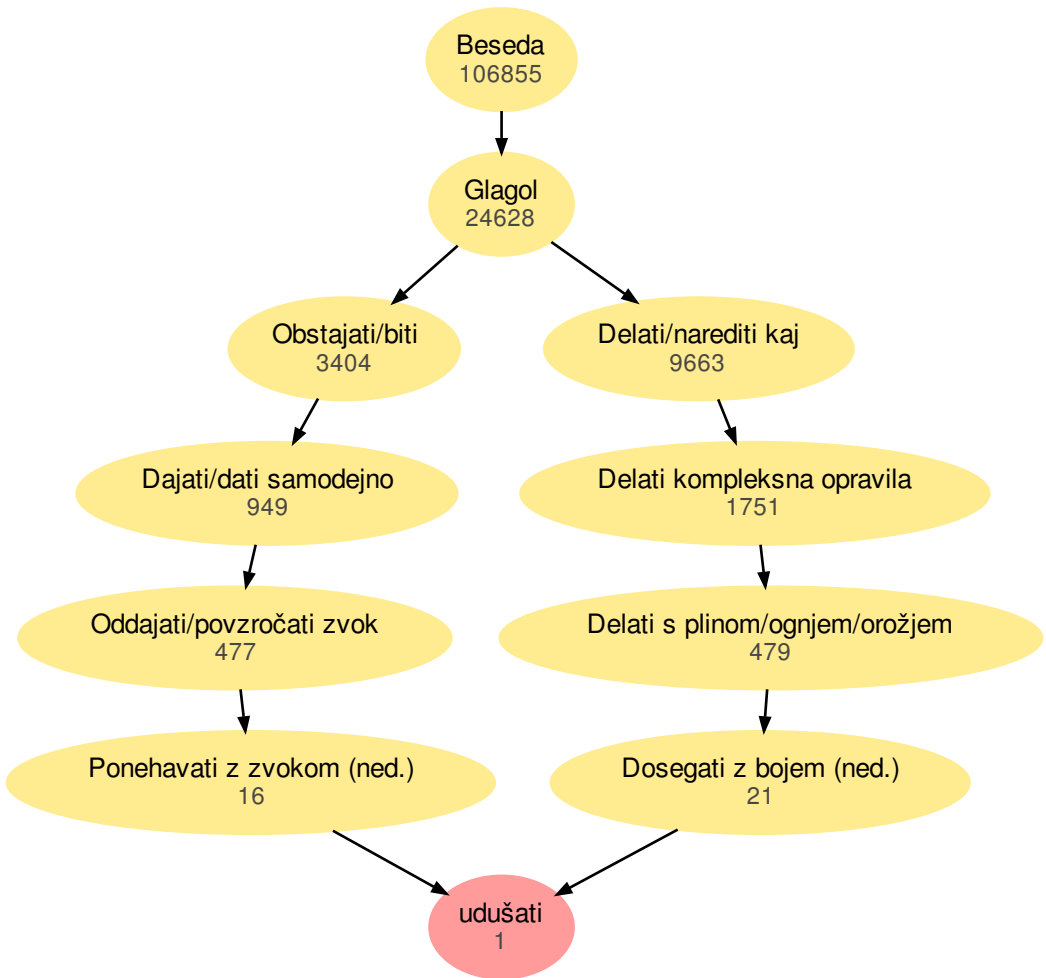 Beseda
106855
Glagol
24628
Obstajati/biti
3404
Delati/narediti kaj
9663
Dajati/dati samodejno
949
Delati kompleksna opravila
1751
Oddajati/povzročati zvok
477
Delati s plinom/ognjem/orožjem
479
Ponehavati z zvokom (ned.)
16
Dosegati z bojem (ned.)
21
udušati
1